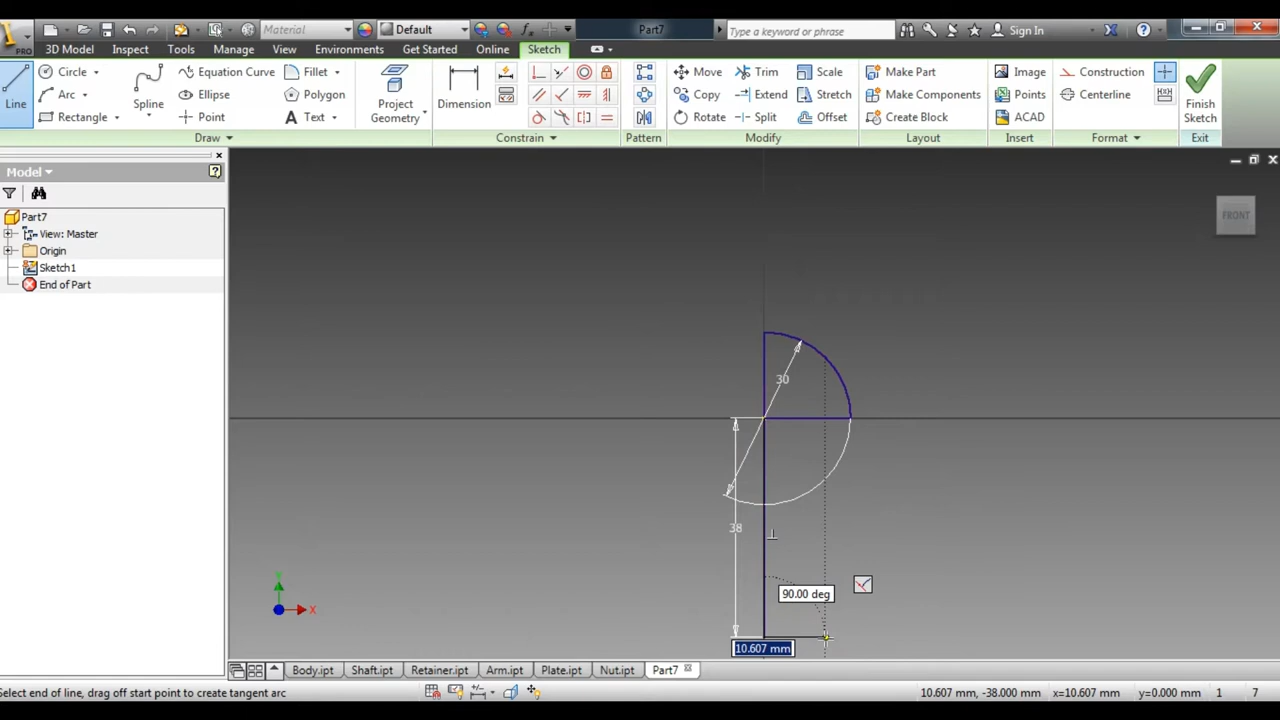 Material
Default
Part7
Type a keyword or phrase
Sign In
PRO
3D Model Inspect Tools Manage View Environments Get Started Online Sketch
Line
Circle
Arc
Rectangle
Spline
Equation Curve
Ellipse
Point
Fillet
Polygon
Text
Draw
Project
Geometry
Dimension
Constrain
Pattern
Move Trim Scale
Copy Extend Stretch
Rotate Split Offset
Modify
Make Part
Make Components
Create Block
Layout
Image
Points
ACAD
Insert
Construction
Centerline
Format
Finish
Sketch
Exit
Model
Part7
View: Master
Origin
Sketch1
End of Part
FRONT
30
38
90.00 deg
10.607 mm
Y
X
Body.ipt Shaft.ipt Retainer.ipt Arm.ipt Plate.ipt Nut.ipt Part7
Select end of line, drag off start point to create tangent arc
10.607 mm, -38.000 mm x=10.607 mm y=0.000 mm 1 7